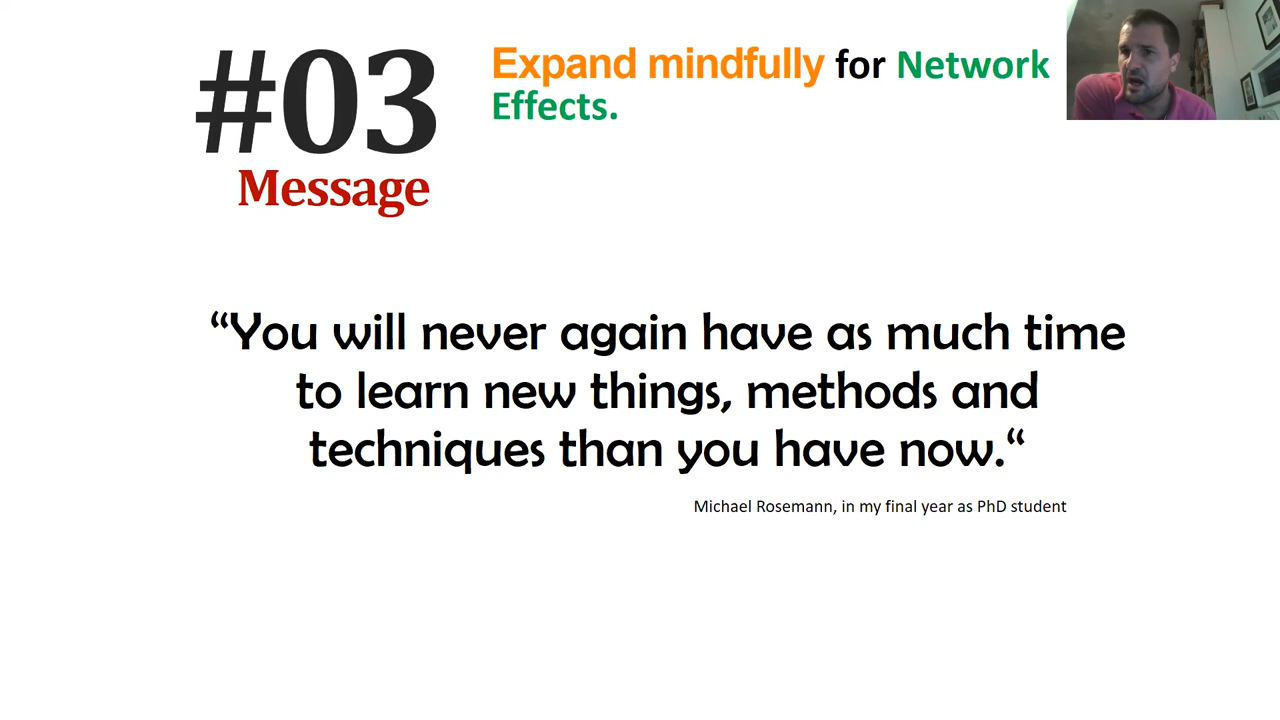 #03
Message
Expand mindfully for Network
Effects.
“You will never again have as much time
to learn new things, methods and
techniques than you have now.“
Michael Rosemann, in my final year as PhD student